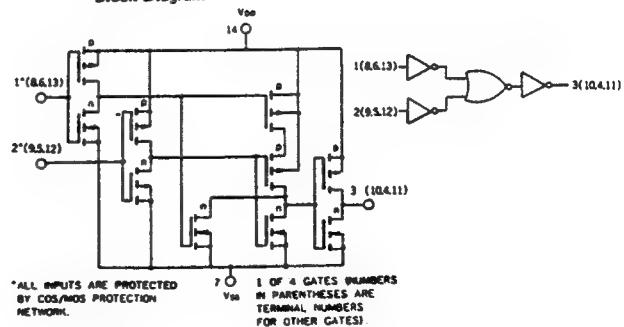 VDD
14
p
1*(8,6,13)
n
p
2*(9,5,12)
n
p
p
n
n
p
n
3 (10,4,11)
7
VSS
1(8,6,13)
2(9,5,12)
3(10,4,11)
*ALL INPUTS ARE PROTECTED
BY COS/MOS PROTECTION
NETWORK.
1 OF 4 GATES (NUMBERS
IN PARENTHESES ARE
TERMINAL NUMBERS
FOR OTHER GATES).